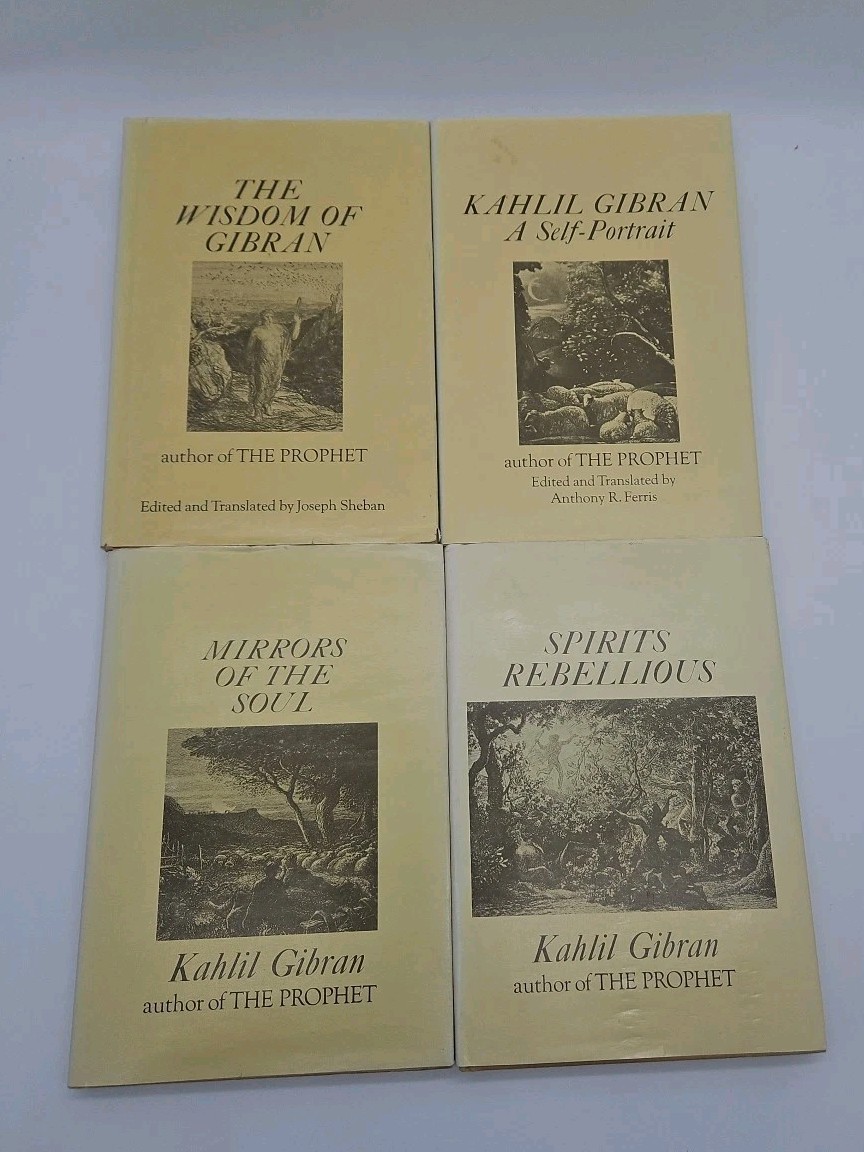 THE
WISDOM OF
GIBRAN
author of THE PROPHET
Edited and Translated by Joseph Sheban
KAHLIL GIBRAN
A Self-Portrait
author of THE PROPHET
Edited and Translated by
Anthony R. Ferris
MIRRORS
OF THE
SOUL
Kahlil Gibran
author of THE PROPHET
SPIRITS
REBELLIOUS
Kahlil Gibran
author of THE PROPHET